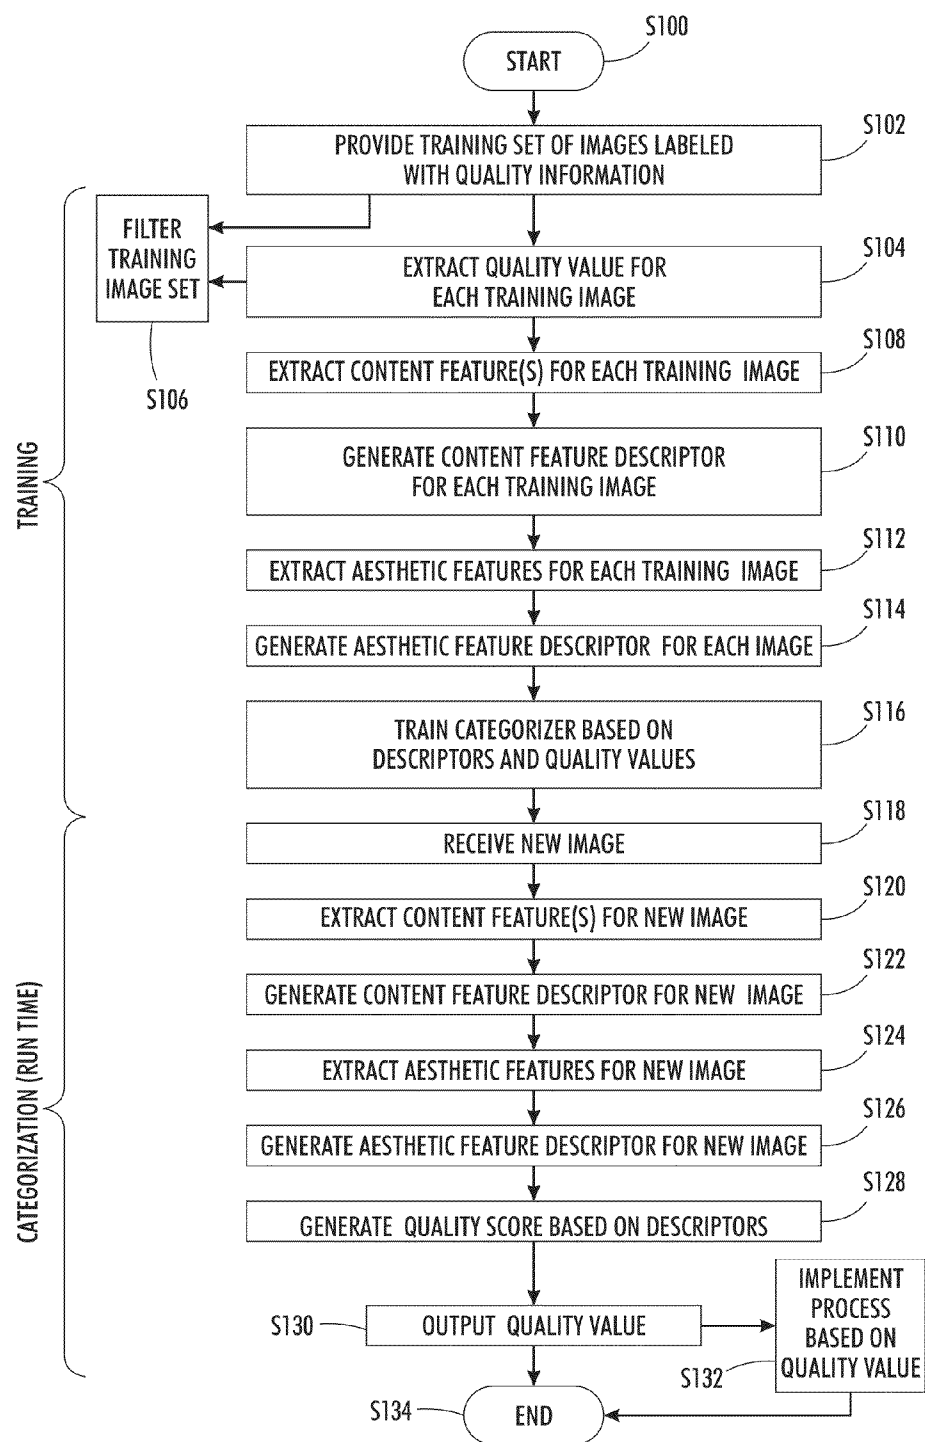 START
S100
PROVIDE TRAINING SET OF IMAGES LABELED
WITH QUALITY INFORMATION
S102
FILTER
TRAINING
IMAGE SET
S106
EXTRACT QUALITY VALUE FOR
EACH TRAINING IMAGE
S104
EXTRACT CONTENT FEATURE(S) FOR EACH TRAINING IMAGE
S108
GENERATE CONTENT FEATURE DESCRIPTOR
FOR EACH TRAINING IMAGE
S110
TRAINING
EXTRACT AESTHETIC FEATURES FOR EACH TRAINING IMAGE
S112
GENERATE AESTHETIC FEATURE DESCRIPTOR FOR EACH IMAGE
S114
TRAIN CATEGORIZER BASED ON
DESCRIPTORS AND QUALITY VALUES
S116
RECEIVE NEW IMAGE
S118
EXTRACT CONTENT FEATURE(S) FOR NEW IMAGE
S120
GENERATE CONTENT FEATURE DESCRIPTOR FOR NEW IMAGE
S122
EXTRACT AESTHETIC FEATURES FOR NEW IMAGE
S124
CATEGORIZATION (RUN TIME)
GENERATE AESTHETIC FEATURE DESCRIPTOR FOR NEW IMAGE
S126
GENERATE QUALITY SCORE BASED ON DESCRIPTORS
S128
S130
OUTPUT QUALITY VALUE
IMPLEMENT
PROCESS
BASED ON
QUALITY VALUE
S132
S134
END